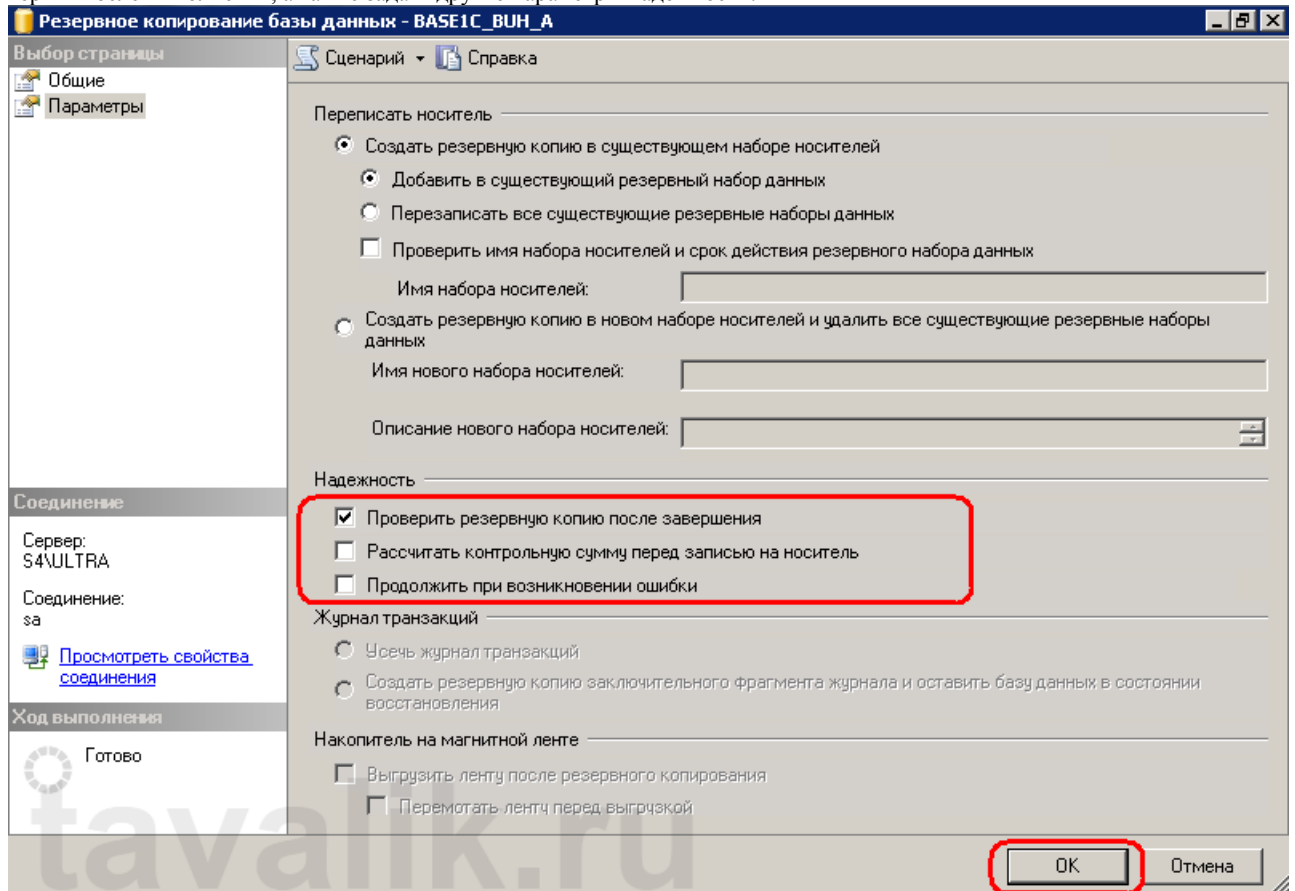 Резервное копирование базы данных - BASE1C_BUH_A
Выбор страницы
Общие
Параметры
Сценарий
Справка
Переписать носитель
Создать резервную копию в существующем наборе носителей
Добавить в существующий резервный набор данных
Перезаписать все существующие резервные наборы данных
Проверить имя набора носителей и срок действия резервного набора данных
Имя набора носителей:
Создать резервную копию в новом наборе носителей и удалить все существующие резервные наборы
данных
Имя нового набора носителей:
Описание нового набора носителей:
Надежность
Проверить резервную копию после завершения
Рассчитать контрольную сумму перед записью на носитель
Продолжить при возникновении ошибки
Журнал транзакций
Усечь журнал транзакций
Создать резервную копию заключительного фрагмента журнала и оставить базу данных в состоянии
восстановления
Накопитель на магнитной ленте
Выгрузить ленту после резервного копирования
Перемотать ленту перед выгрузкой
Соединение
Сервер:
S4\ULTRA
Соединение:
sa
Просмотреть свойства
соединения
Ход выполнения
Готово
tavalik.ru
OK
Отмена